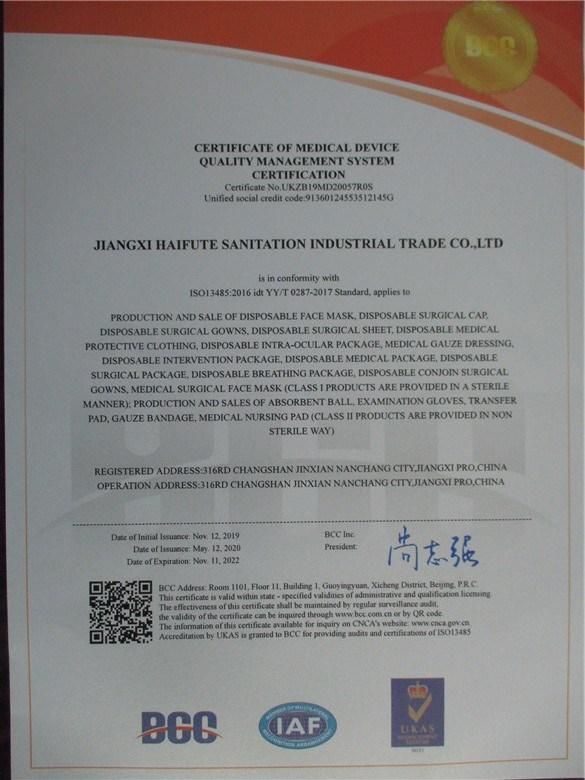 BCC
CERTIFICATE OF MEDICAL DEVICE
QUALITY MANAGEMENT SYSTEM
CERTIFICATION
Certificate No.UKZB19MD20057R0S
Unified social credit code:91360124553512145G
JIANGXI HAIFUTE SANITATION INDUSTRIAL TRADE CO.,LTD
is in conformity with
ISO13485:2016 idt YY/T 0287-2017 Standard, applies to
PRODUCTION AND SALE OF DISPOSABLE FACE MASK, DISPOSABLE SURGICAL CAP,
DISPOSABLE SURGICAL GOWNS, DISPOSABLE SURGICAL SHEET, DISPOSABLE MEDICAL
PROTECTIVE CLOTHING, DISPOSABLE INTRA-OCULAR PACKAGE, MEDICAL GAUZE DRESSING,
DISPOSABLE INTERVENTION PACKAGE, DISPOSABLE MEDICAL PACKAGE, DISPOSABLE
SURGICAL PACKAGE, DISPOSABLE BREATHING PACKAGE, DISPOSABLE CONJOIN SURGICAL
GOWNS, MEDICAL SURGICAL FACE MASK (CLASS I PRODUCTS ARE PROVIDED IN A STERILE
MANNER); PRODUCTION AND SALES OF ABSORBENT BALL, EXAMINATION GLOVES, TRANSFER
PAD, GAUZE BANDAGE, MEDICAL NURSING PAD (CLASS II PRODUCTS ARE PROVIDED IN NON
STERILE WAY)
REGISTERED ADDRESS:316RD CHANGSHAN JINXIAN NANCHANG CITY,JIANGXI PRO,CHINA
OPERATION ADDRESS:316RD CHANGSHAN JINXIAN NANCHANG CITY,JIANGXI PRO,CHINA
Date of Initial Issuance: Nov. 12, 2019
Date of Issuance: May. 12, 2020
Date of Expiration: Nov. 11, 2022
BCC Inc.
President:
尚志强
BCC Address: Room 1101, Floor 11, Building 1, Guoyingyuan, Xicheng District, Beijing, P.R.C.
This certificate is valid within state - specified validities of administrative and qualification licensing.
The effectiveness of this certificate shall be maintained by regular surveillance audit,
the validity of the certificate can be inquired through www.bcc.com.cn or by QR code.
The information of this certificate available for inquiry on CNCA's website: www.cnca.gov.cn
Accreditation by UKAS is granted to BCC for providing audits and certifications of ISO13485
BCC
MEMBER OF MULTILATERAL
IAF
RECOGNITION ARRANGEMENT
UKAS
MANAGEMENT
SYSTEMS